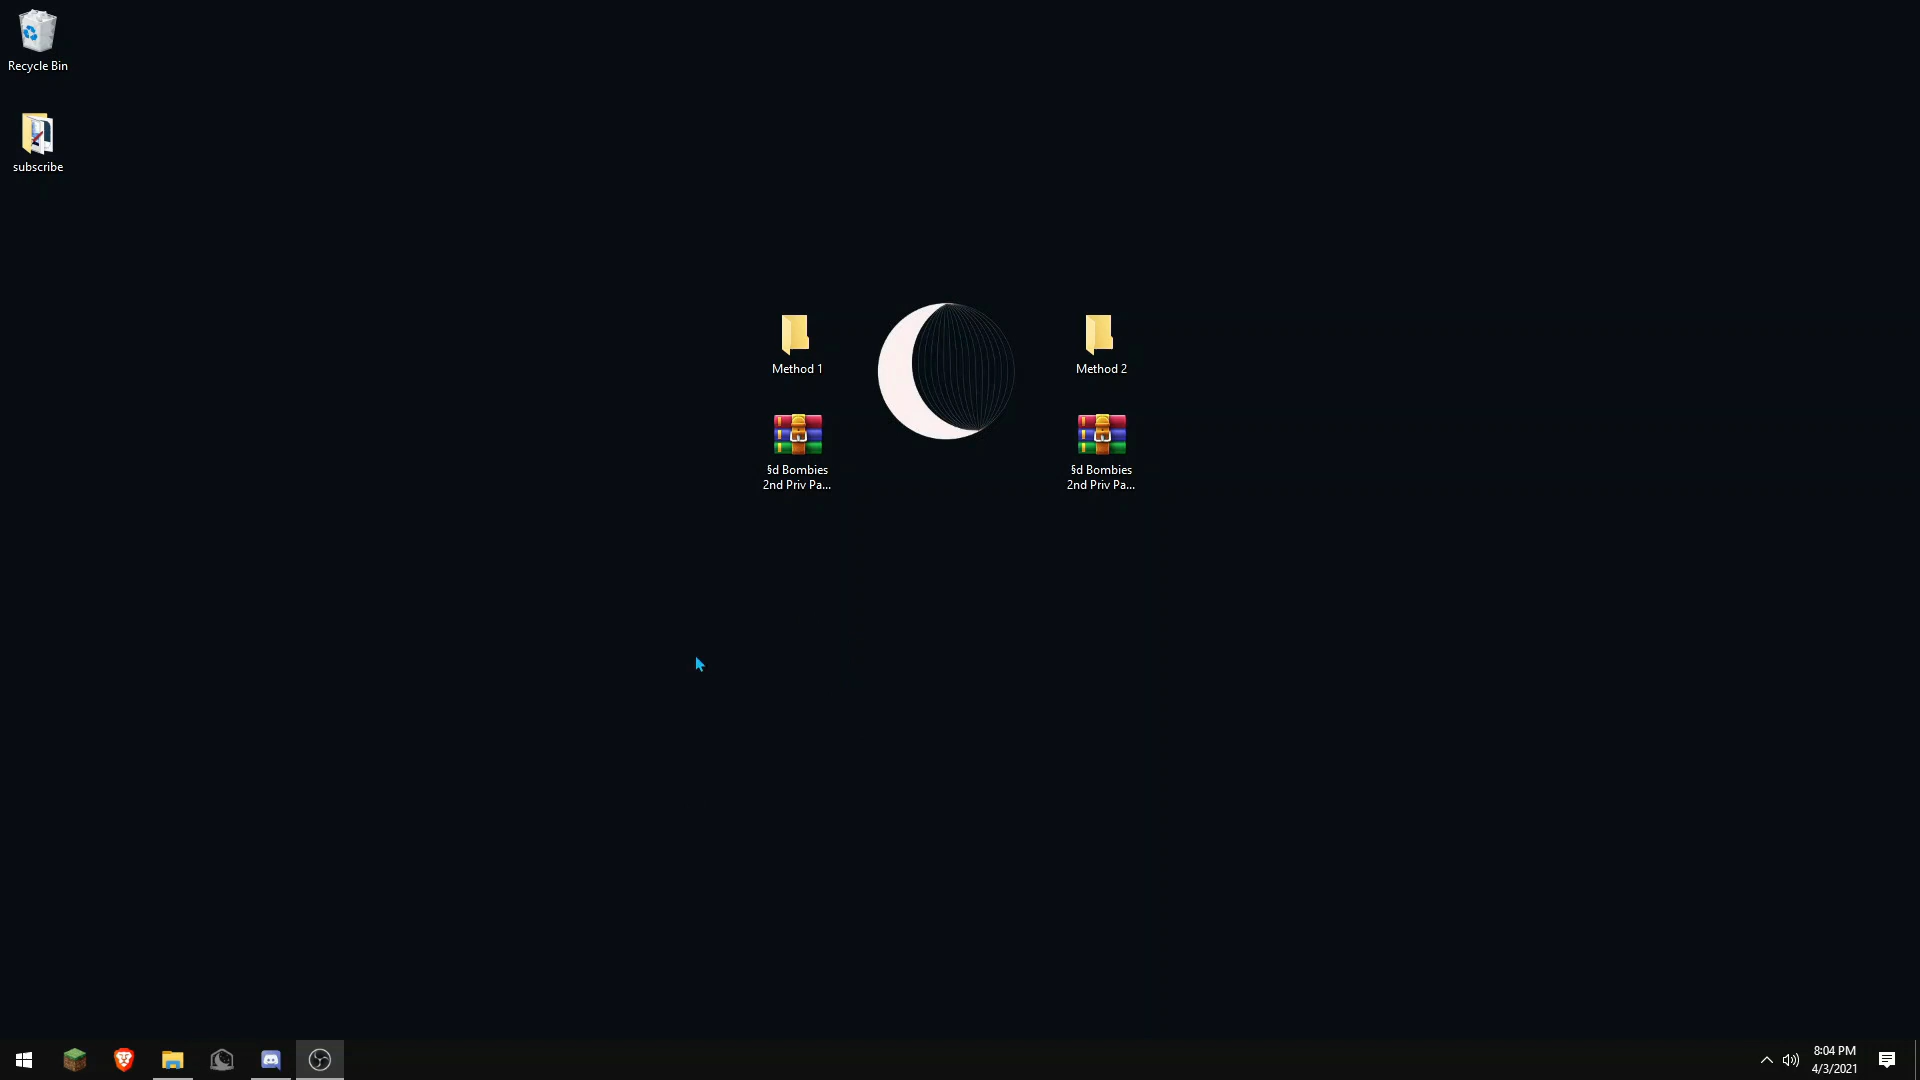 Recycle Bin
subscribe
Method 1
Method 2
§d Bombies
2nd Priv Pa...
§d Bombies
2nd Priv Pa...
8:04 PM
4/3/2021